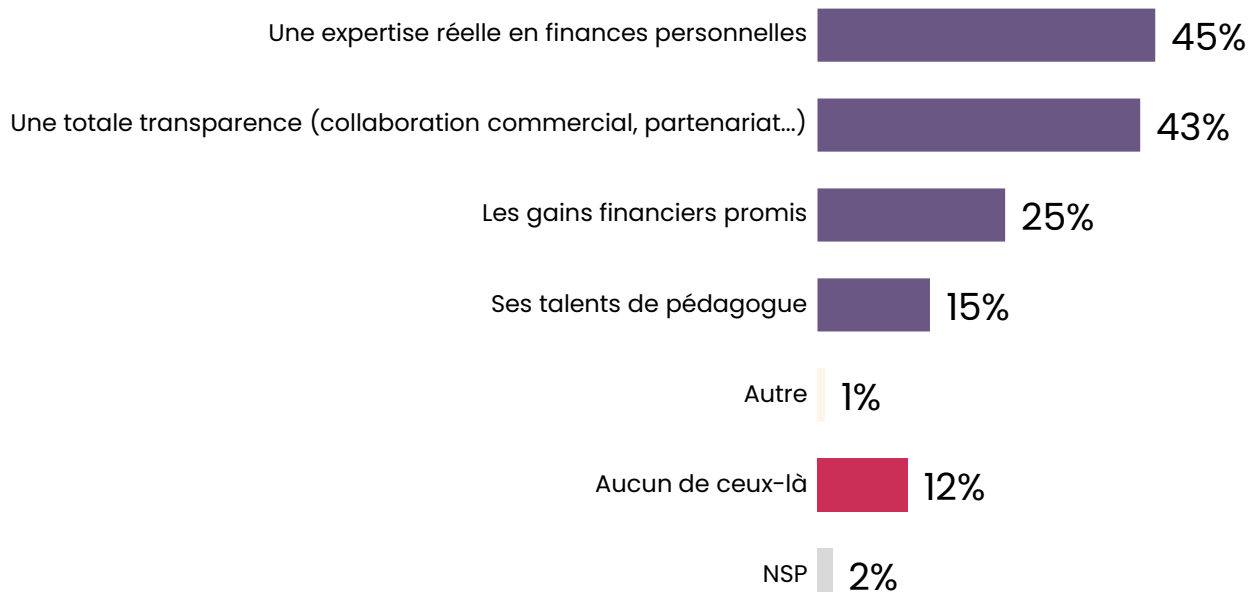 Une expertise réelle en finances personnelles 45%
Une totale transparence (collaboration commercial, partenariat...) 43%
Les gains financiers promis 25%
Ses talents de pédagogue 15%
Autre 1%
Aucun de ceux-là 12%
NSP 2%